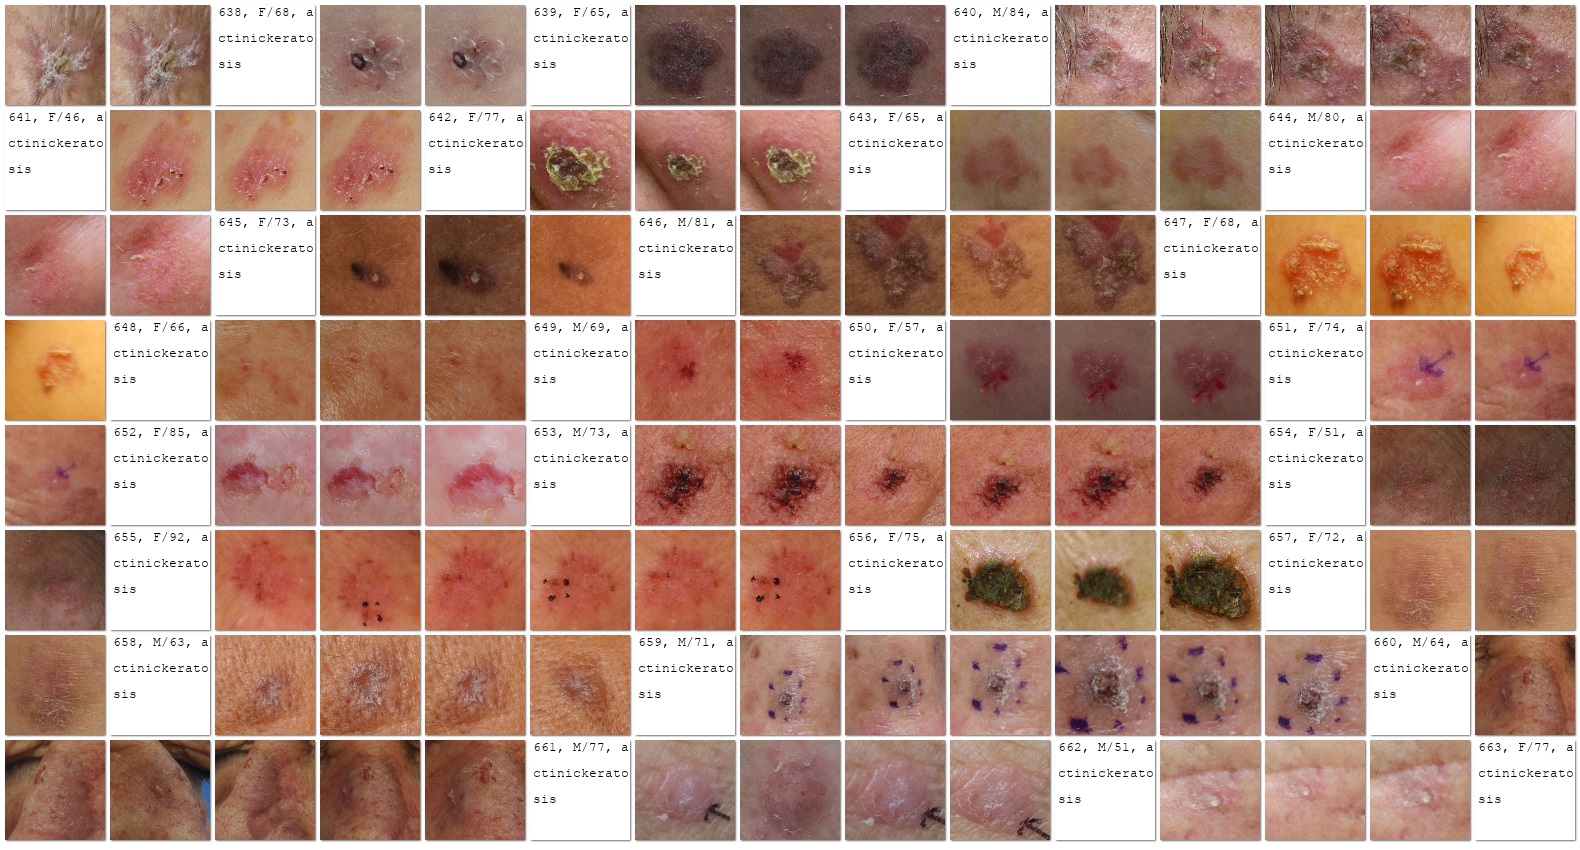 638, F/68, a
ctinickerato
sis
639, F/65, a
ctinickerato
sis
640, M/84, a
ctinickerato
sis
641, F/46, a
ctinickerato
sis
642, F/77, a
ctinickerato
sis
643, F/65, a
ctinickerato
sis
644, M/80, a
ctinickerato
sis
645, F/73, a
ctinickerato
sis
646, M/81, a
ctinickerato
sis
647, F/68, a
ctinickerato
sis
648, F/66, a
ctinickerato
sis
649, M/69, a
ctinickerato
sis
650, F/57, a
ctinickerato
sis
651, F/74, a
ctinickerato
sis
652, F/85, a
ctinickerato
sis
653, M/73, a
ctinickerato
sis
654, F/51, a
ctinickerato
sis
655, F/92, a
ctinickerato
sis
656, F/75, a
ctinickerato
sis
657, F/72, a
ctinickerato
sis
658, M/63, a
ctinickerato
sis
659, M/71, a
ctinickerato
sis
660, M/64, a
ctinickerato
sis
661, M/77, a
ctinickerato
sis
662, M/51, a
ctinickerato
sis
663, F/77, a
ctinickerato
sis